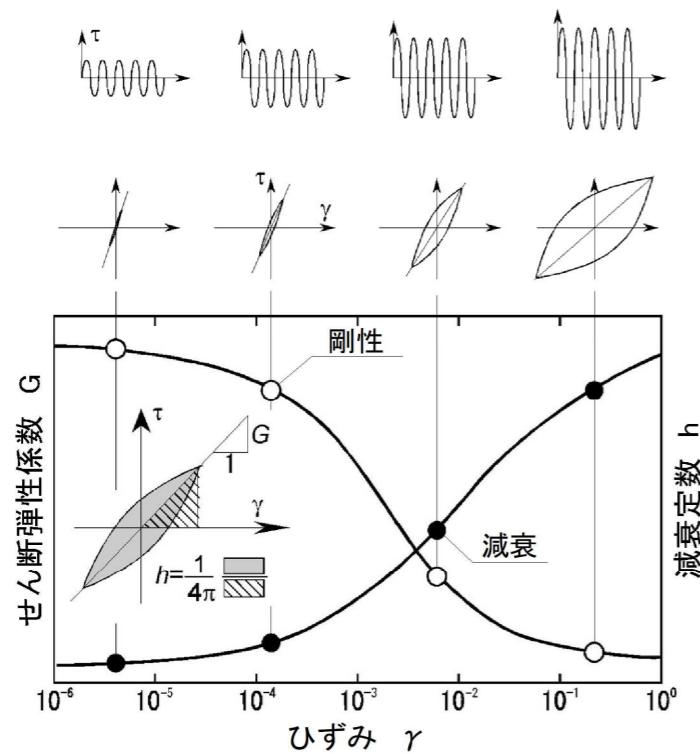 τ
τ
γ
剛性
せん断弾性係数 G
減衰定数 h
τ
G
1
γ
h=1/4π
減衰
10⁻⁶ 10⁻⁵ 10⁻⁴ 10⁻³ 10⁻² 10⁻¹ 10⁰
ひずみ γ